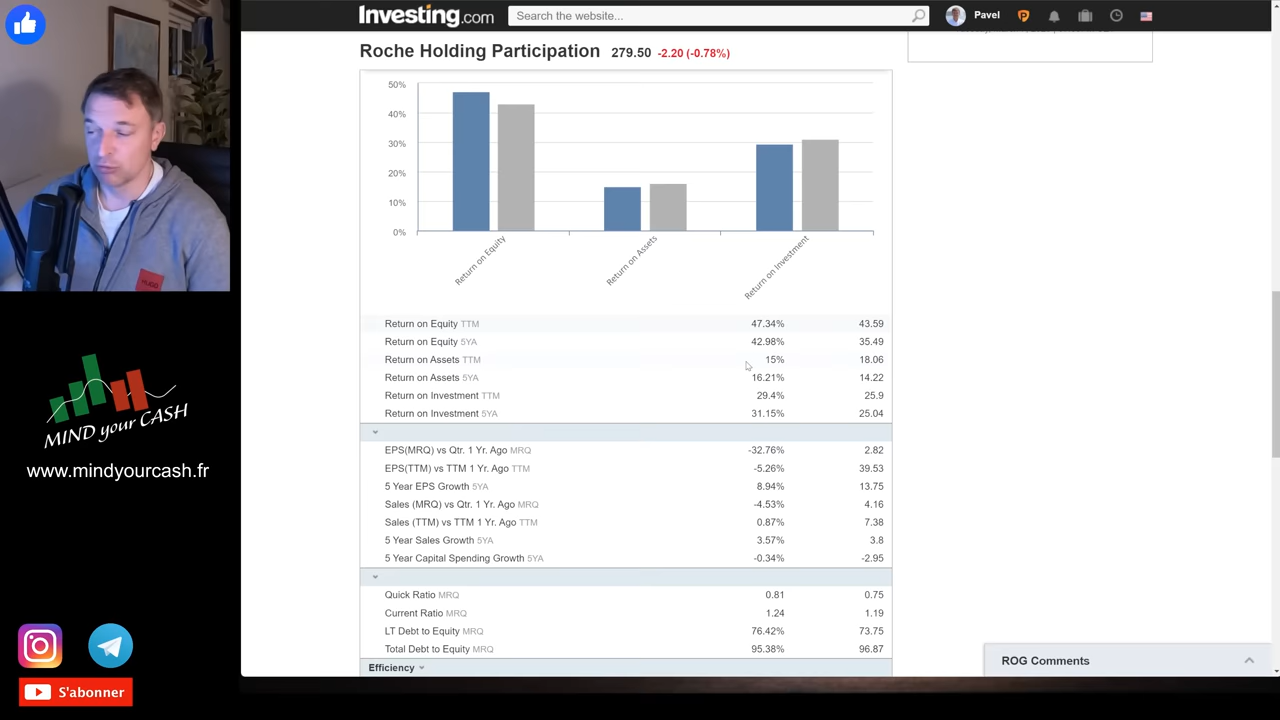 Investing.com
Search the website...
Pavel
Roche Holding Participation 279.50 -2.20 (-0.78%)
50%
40%
30%
20%
10%
0%
Return on Equity
Return on Assets
Return on Investment
Return on Equity TTM 47.34% 43.59
Return on Equity 5YA 42.98% 35.49
Return on Assets TTM 15% 18.06
Return on Assets 5YA 16.21% 14.22
Return on Investment TTM 29.4% 25.9
Return on Investment 5YA 31.15% 25.04
EPS(MRQ) vs Qtr. 1 Yr. Ago MRQ -32.76% 2.82
EPS(TTM) vs TTM 1 Yr. Ago TTM -5.26% 39.53
5 Year EPS Growth 5YA 8.94% 13.75
Sales (MRQ) vs Qtr. 1 Yr. Ago MRQ -4.53% 4.16
Sales (TTM) vs TTM 1 Yr. Ago TTM 0.87% 7.38
5 Year Sales Growth 5YA 3.57% 3.8
5 Year Capital Spending Growth 5YA -0.34% -2.95
Quick Ratio MRQ 0.81 0.75
Current Ratio MRQ 1.24 1.19
LT Debt to Equity MRQ 76.42% 73.75
Total Debt to Equity MRQ 95.38% 96.87
Efficiency
ROG Comments
HUGO
MIND your CASH
www.mindyourcash.fr
S'abonner